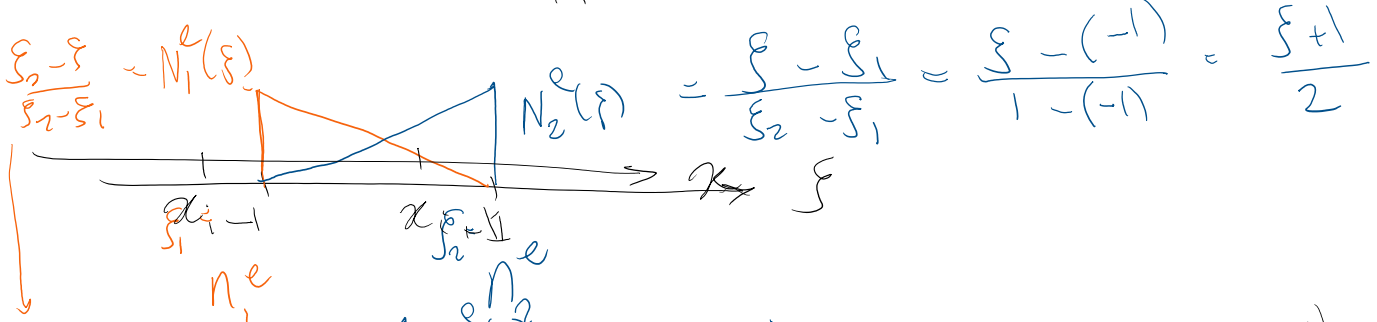 (ξ₂ - ξ)/(ξ₂ - ξ₁) = N₁ᵉ(ξ)
N₂ᵉ(ξ) = (ξ - ξ₁)/(ξ₂ - ξ₁) = (ξ - (-1))/(1 - (-1)) = (ξ + 1)/2
x ξ
ξ₁ = -1
ξ₂ = 1
n₁ᵉ n₂ᵉ